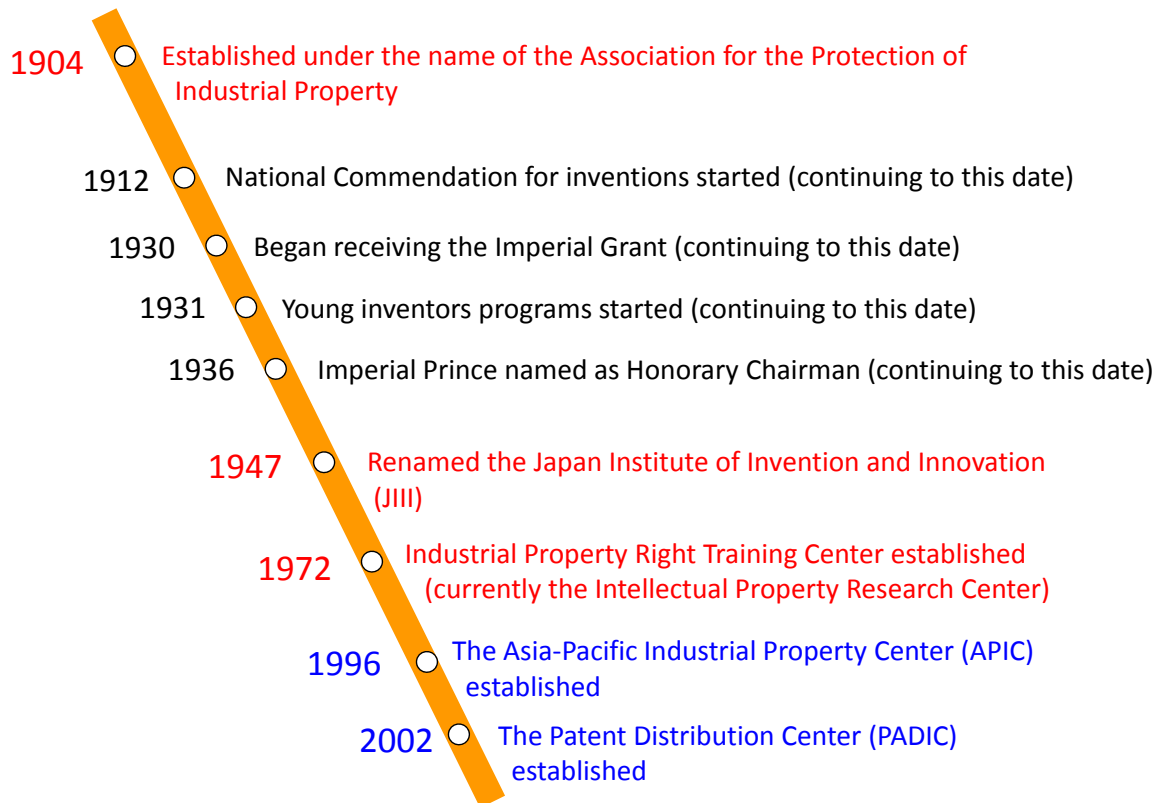 1904 Established under the name of the Association for the Protection of
Industrial Property
1912 National Commendation for inventions started (continuing to this date)
1930 Began receiving the Imperial Grant (continuing to this date)
1931 Young inventors programs started (continuing to this date)
1936 Imperial Prince named as Honorary Chairman (continuing to this date)
1947 Renamed the Japan Institute of Invention and Innovation
(JIII)
1972 Industrial Property Right Training Center established
(currently the Intellectual Property Research Center)
1996 The Asia-Pacific Industrial Property Center (APIC)
established
2002 The Patent Distribution Center (PADIC)
established